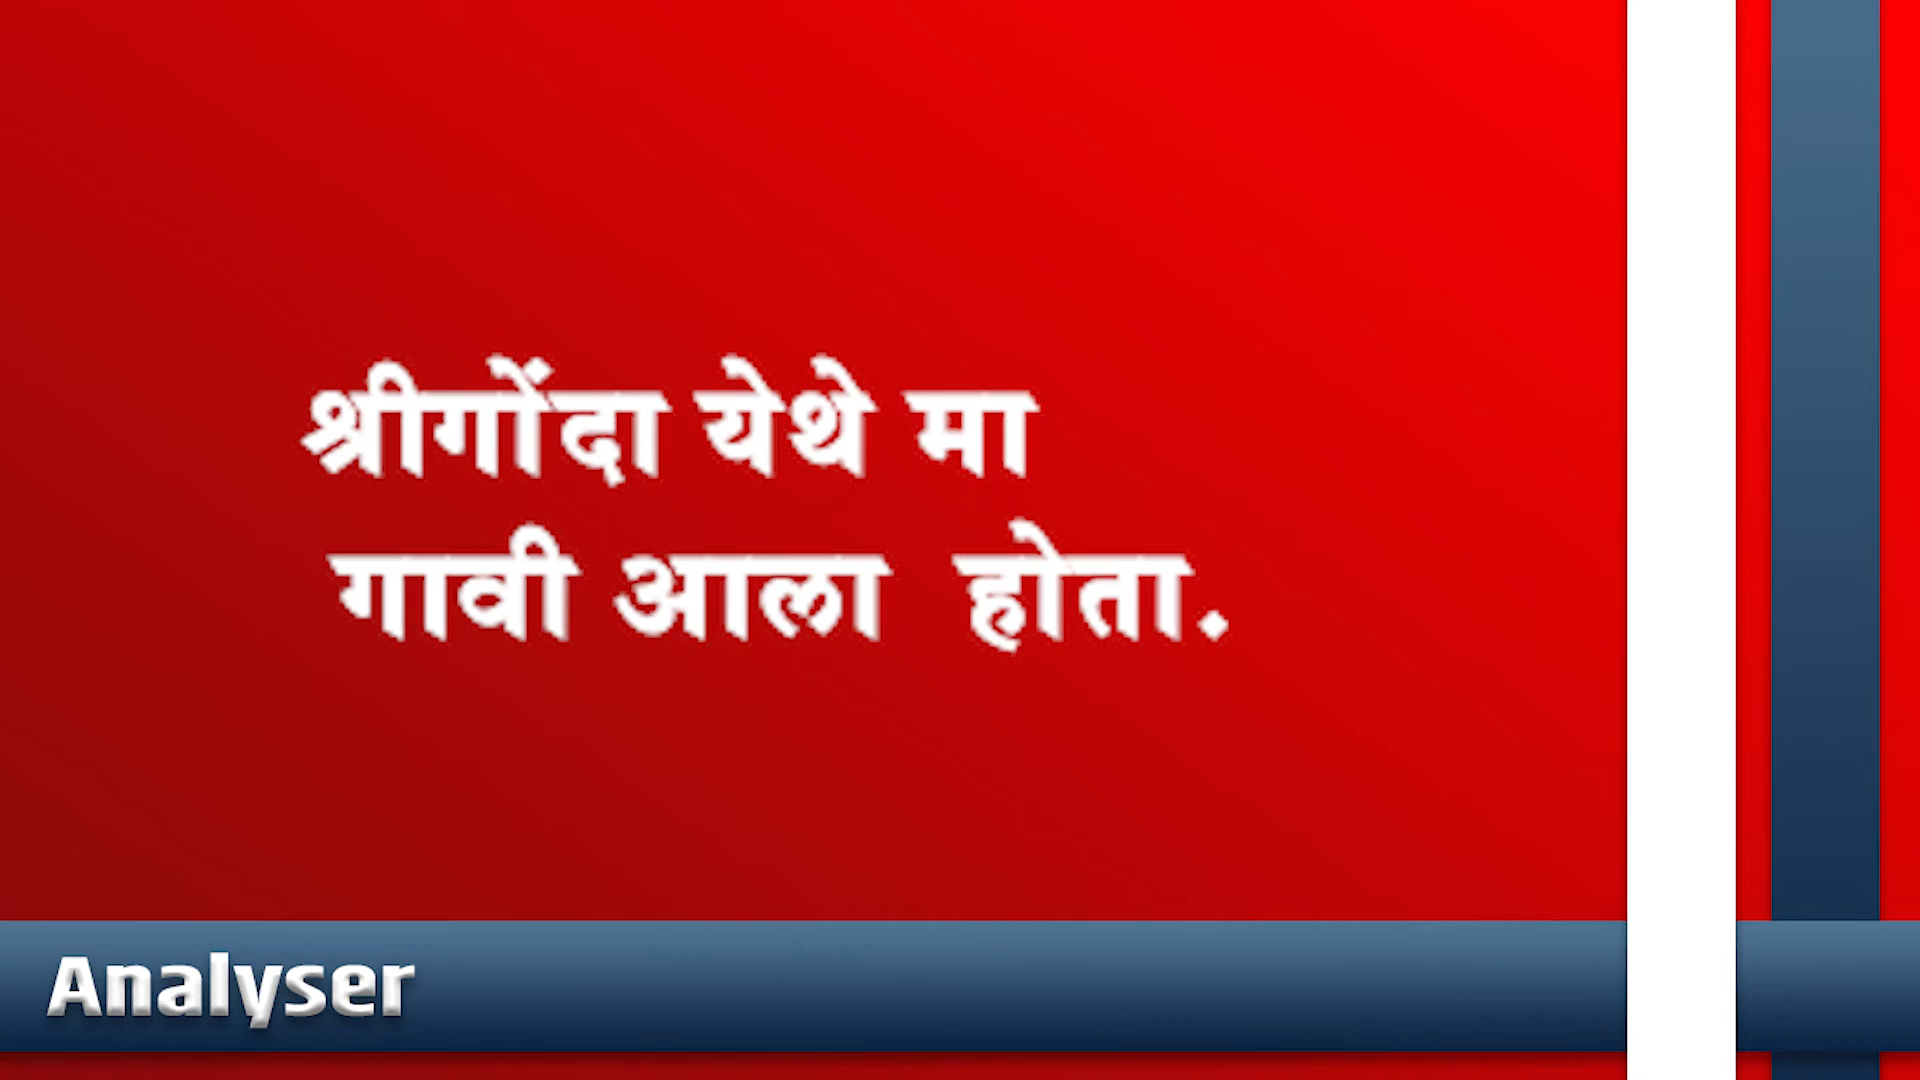 श्रीगोंदा येथे मा
गावी आला होता.
Analyser